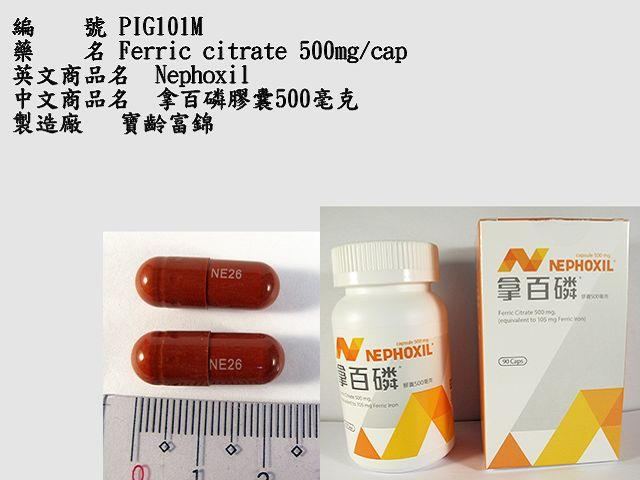 編　　號 PIG101M
藥　　名 Ferric citrate 500mg/cap
英文商品名　Nephoxil
中文商品名　拿百磷膠囊500毫克
製造廠　 寶齡富錦
NE26
NE26
0 1 2
capsule 500 mg
NEPHOXIL
拿百磷
膠囊500毫克
Citrate 500 mg.
to 105 mg Ferric Iron)
capsule 500 mg
NEPHOXIL
拿百磷
膠囊500毫克
Ferric Citrate 500 mg.
(equivalent to 105 mg Ferric Iron)
90 Caps